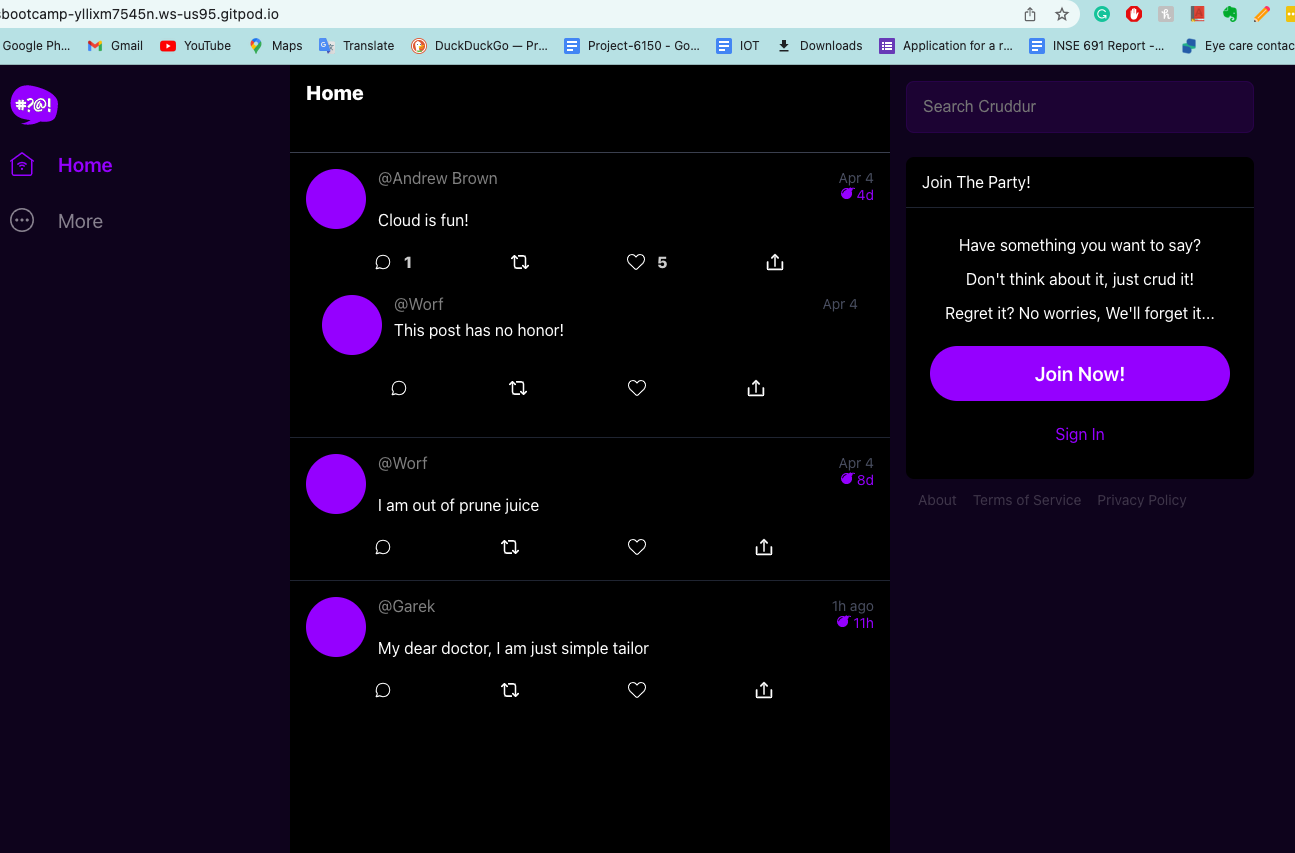 bootcamp-yllixm7545n.ws-us95.gitpod.io
Google Ph... Gmail YouTube Maps Translate DuckDuckGo — Pr... Project-6150 - Go... IOT Downloads Application for a r... INSE 691 Report -... Eye care contac
#?@!
Home
More
Home
@Andrew Brown
Apr 4
4d
Cloud is fun!
1 5
@Worf
Apr 4
This post has no honor!
@Worf
Apr 4
8d
I am out of prune juice
@Garek
1h ago
11h
My dear doctor, I am just simple tailor
Search Cruddur
Join The Party!
Have something you want to say?
Don't think about it, just crud it!
Regret it? No worries, We'll forget it...
Join Now!
Sign In
About Terms of Service Privacy Policy